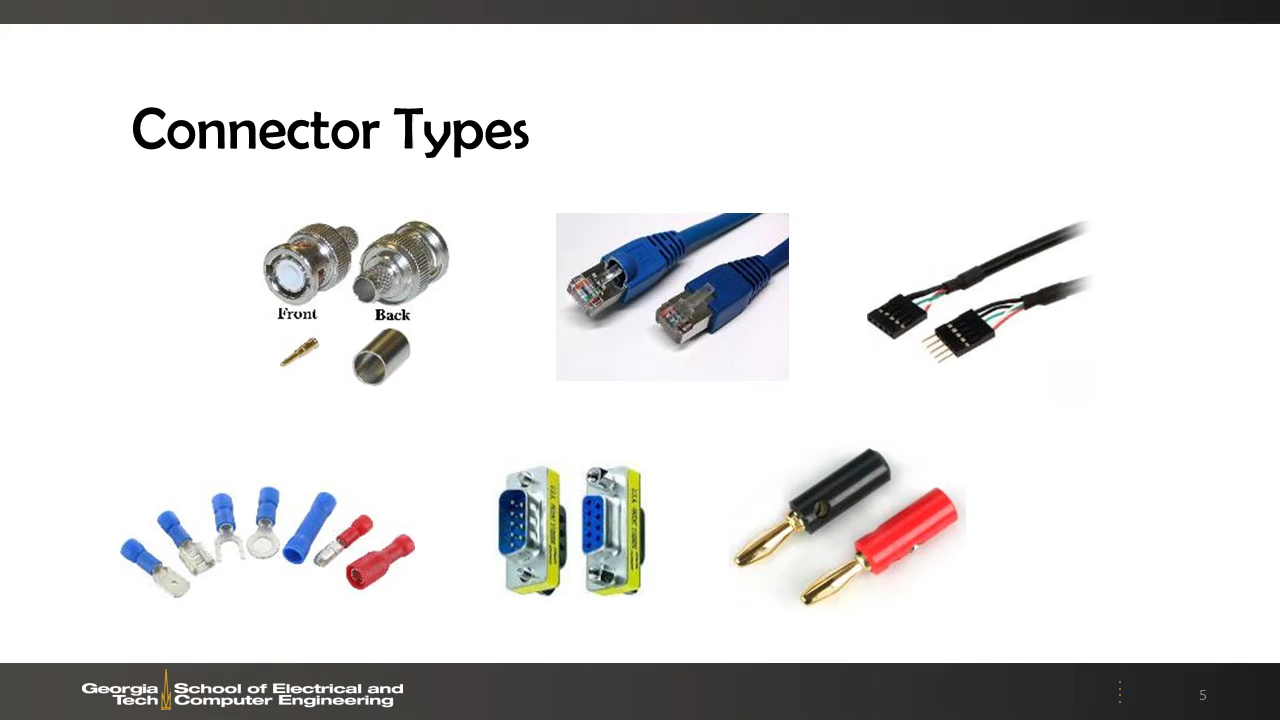 Connector Types
Front
Back
Georgia
Tech
School of Electrical and
Computer Engineering
5